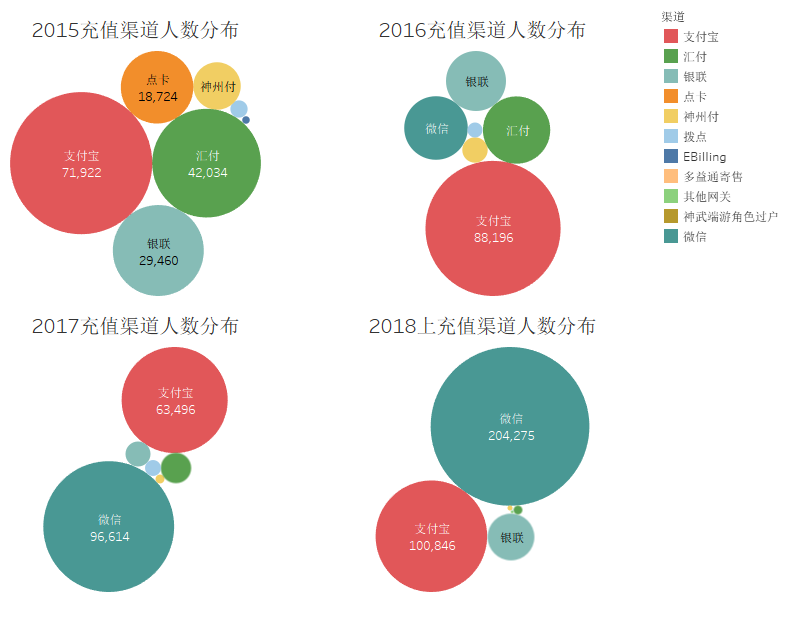 2015充值渠道人数分布
点卡
18,724
神州付
支付宝
71,922
汇付
42,034
银联
29,460
2016充值渠道人数分布
银联
微信
汇付
支付宝
88,196
渠道
支付宝
汇付
银联
点卡
神州付
拨点
EBilling
多益通寄售
其他网关
神武端游角色过户
微信
2017充值渠道人数分布
支付宝
63,496
微信
96,614
2018上充值渠道人数分布
微信
204,275
支付宝
100,846
银联